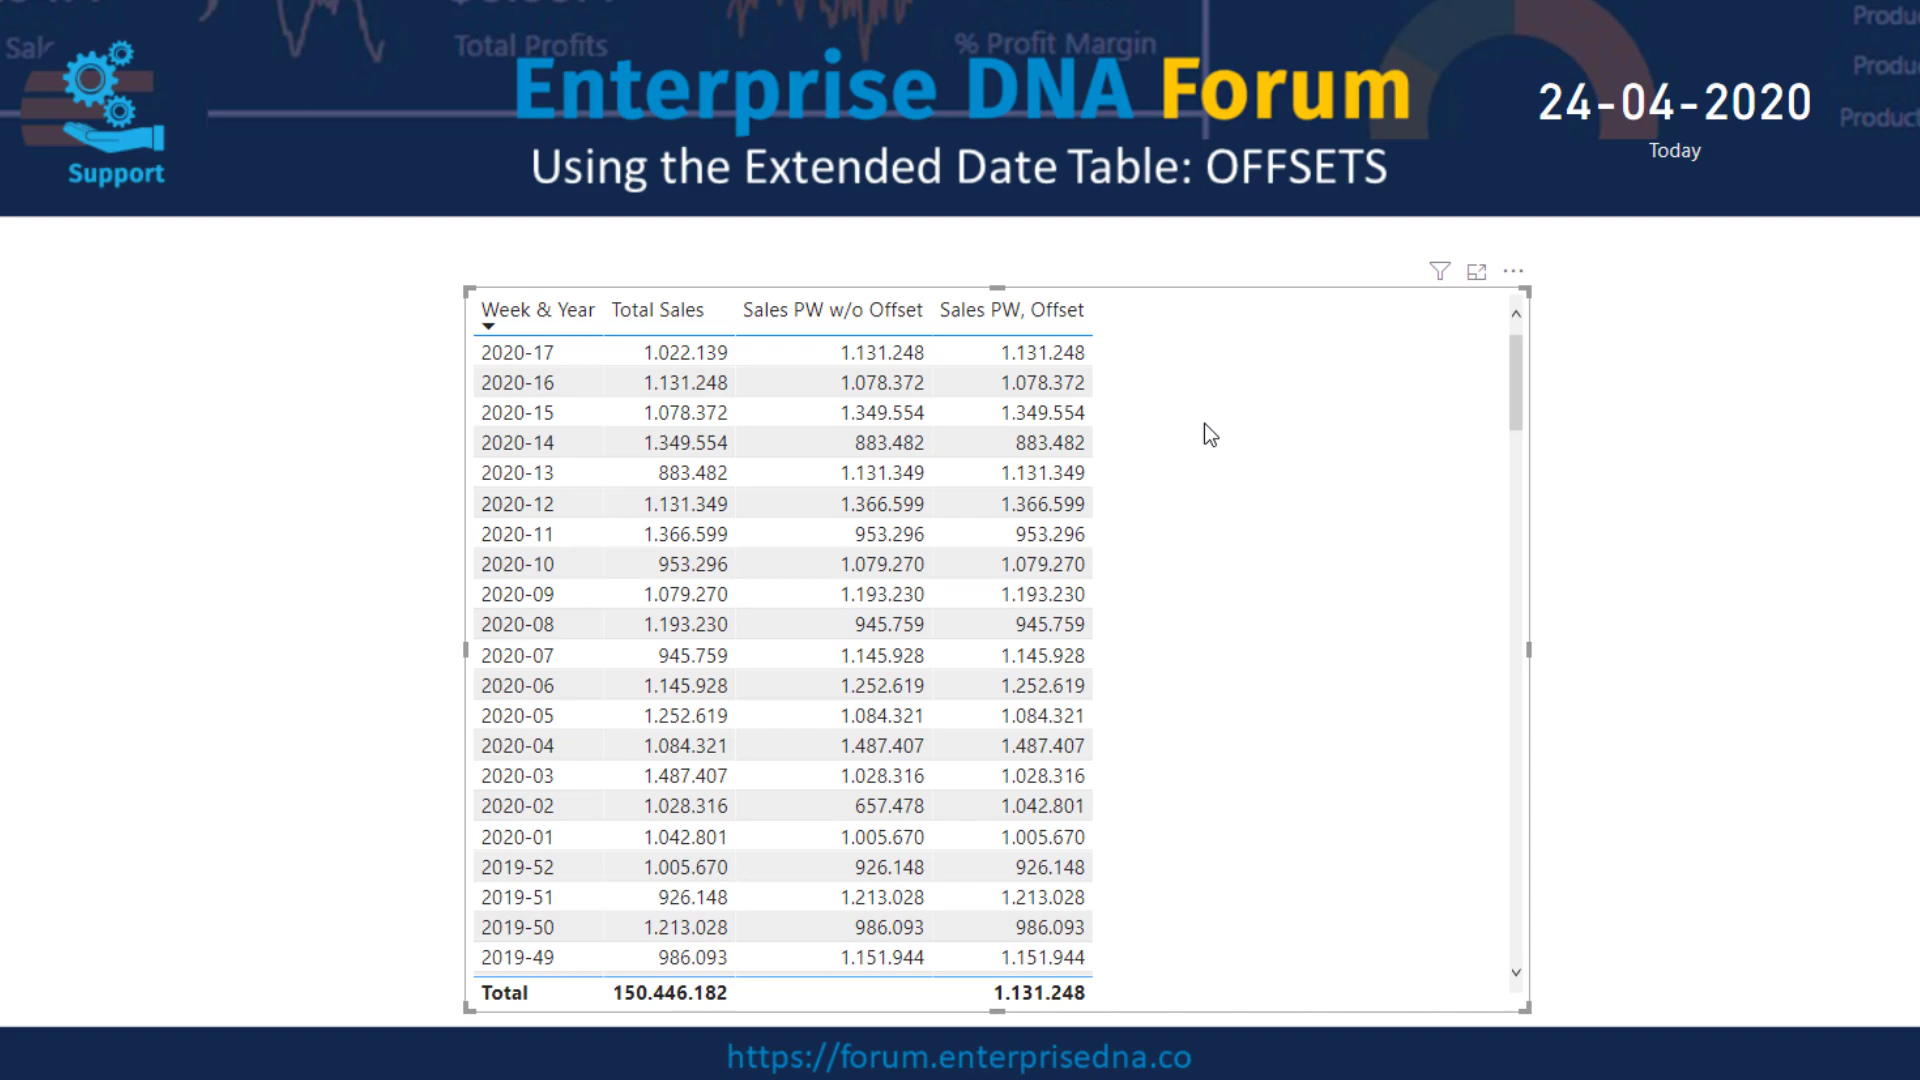 Total Profits
% Profit Margin
Support
Enterprise DNA Forum
Using the Extended Date Table: OFFSETS
24-04-2020
Today
Week & Year Total Sales Sales PW w/o Offset Sales PW, Offset
2020-17 1.022.139 1.131.248 1.131.248
2020-16 1.131.248 1.078.372 1.078.372
2020-15 1.078.372 1.349.554 1.349.554
2020-14 1.349.554 883.482 883.482
2020-13 883.482 1.131.349 1.131.349
2020-12 1.131.349 1.366.599 1.366.599
2020-11 1.366.599 953.296 953.296
2020-10 953.296 1.079.270 1.079.270
2020-09 1.079.270 1.193.230 1.193.230
2020-08 1.193.230 945.759 945.759
2020-07 945.759 1.145.928 1.145.928
2020-06 1.145.928 1.252.619 1.252.619
2020-05 1.252.619 1.084.321 1.084.321
2020-04 1.084.321 1.487.407 1.487.407
2020-03 1.487.407 1.028.316 1.028.316
2020-02 1.028.316 657.478 1.042.801
2020-01 1.042.801 1.005.670 1.005.670
2019-52 1.005.670 926.148 926.148
2019-51 926.148 1.213.028 1.213.028
2019-50 1.213.028 986.093 986.093
2019-49 986.093 1.151.944 1.151.944
Total 150.446.182 1.131.248
https://forum.enterprisedna.co